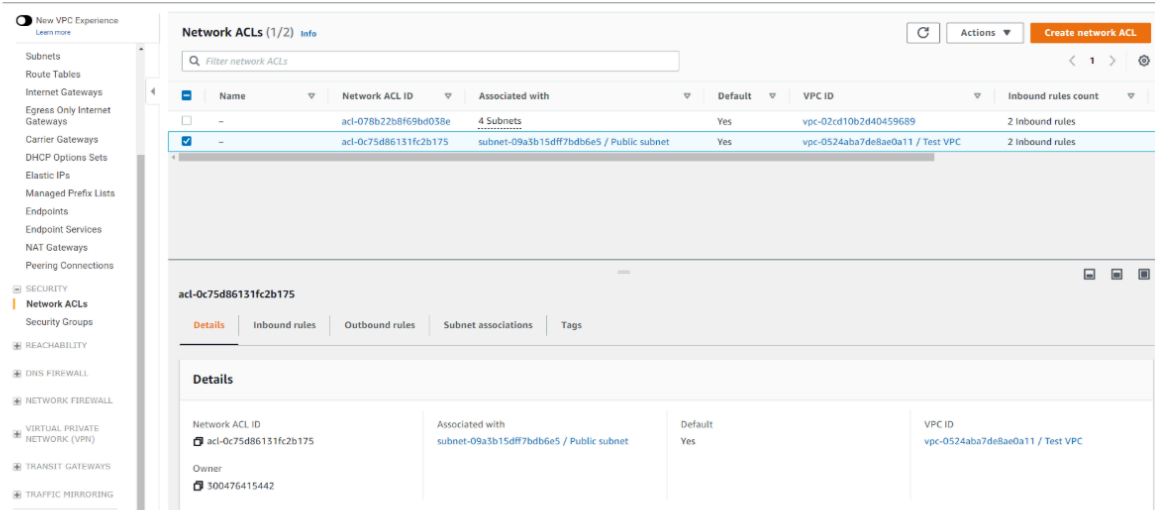 New VPC Experience
Learn more
Subnets
Route Tables
Internet Gateways
Egress Only Internet
Gateways
Carrier Gateways
DHCP Options Sets
Elastic IPs
Managed Prefix Lists
Endpoints
Endpoint Services
NAT Gateways
Peering Connections
SECURITY
Network ACLs
Security Groups
REACHABILITY
DNS FIREWALL
NETWORK FIREWALL
VIRTUAL PRIVATE
NETWORK (VPN)
TRANSIT GATEWAYS
TRAFFIC MIRRORING
Network ACLs (1/2) Info
Actions
Create network ACL
Filter network ACLs
1
Name Network ACL ID Associated with Default VPC ID Inbound rules count
– acl-078b22b8f69bd038e 4 Subnets Yes vpc-02cd10b2d40459689 2 Inbound rules
– acl-0c75d86131fc2b175 subnet-09a3b15dff7bdb6e5 / Public subnet Yes vpc-0524aba7de8ae0a11 / Test VPC 2 Inbound rules
acl-0c75d86131fc2b175
Details Inbound rules Outbound rules Subnet associations Tags
Details
Network ACL ID Associated with Default VPC ID
acl-0c75d86131fc2b175 subnet-09a3b15dff7bdb6e5 / Public subnet Yes vpc-0524aba7de8ae0a11 / Test VPC
Owner
300476415442